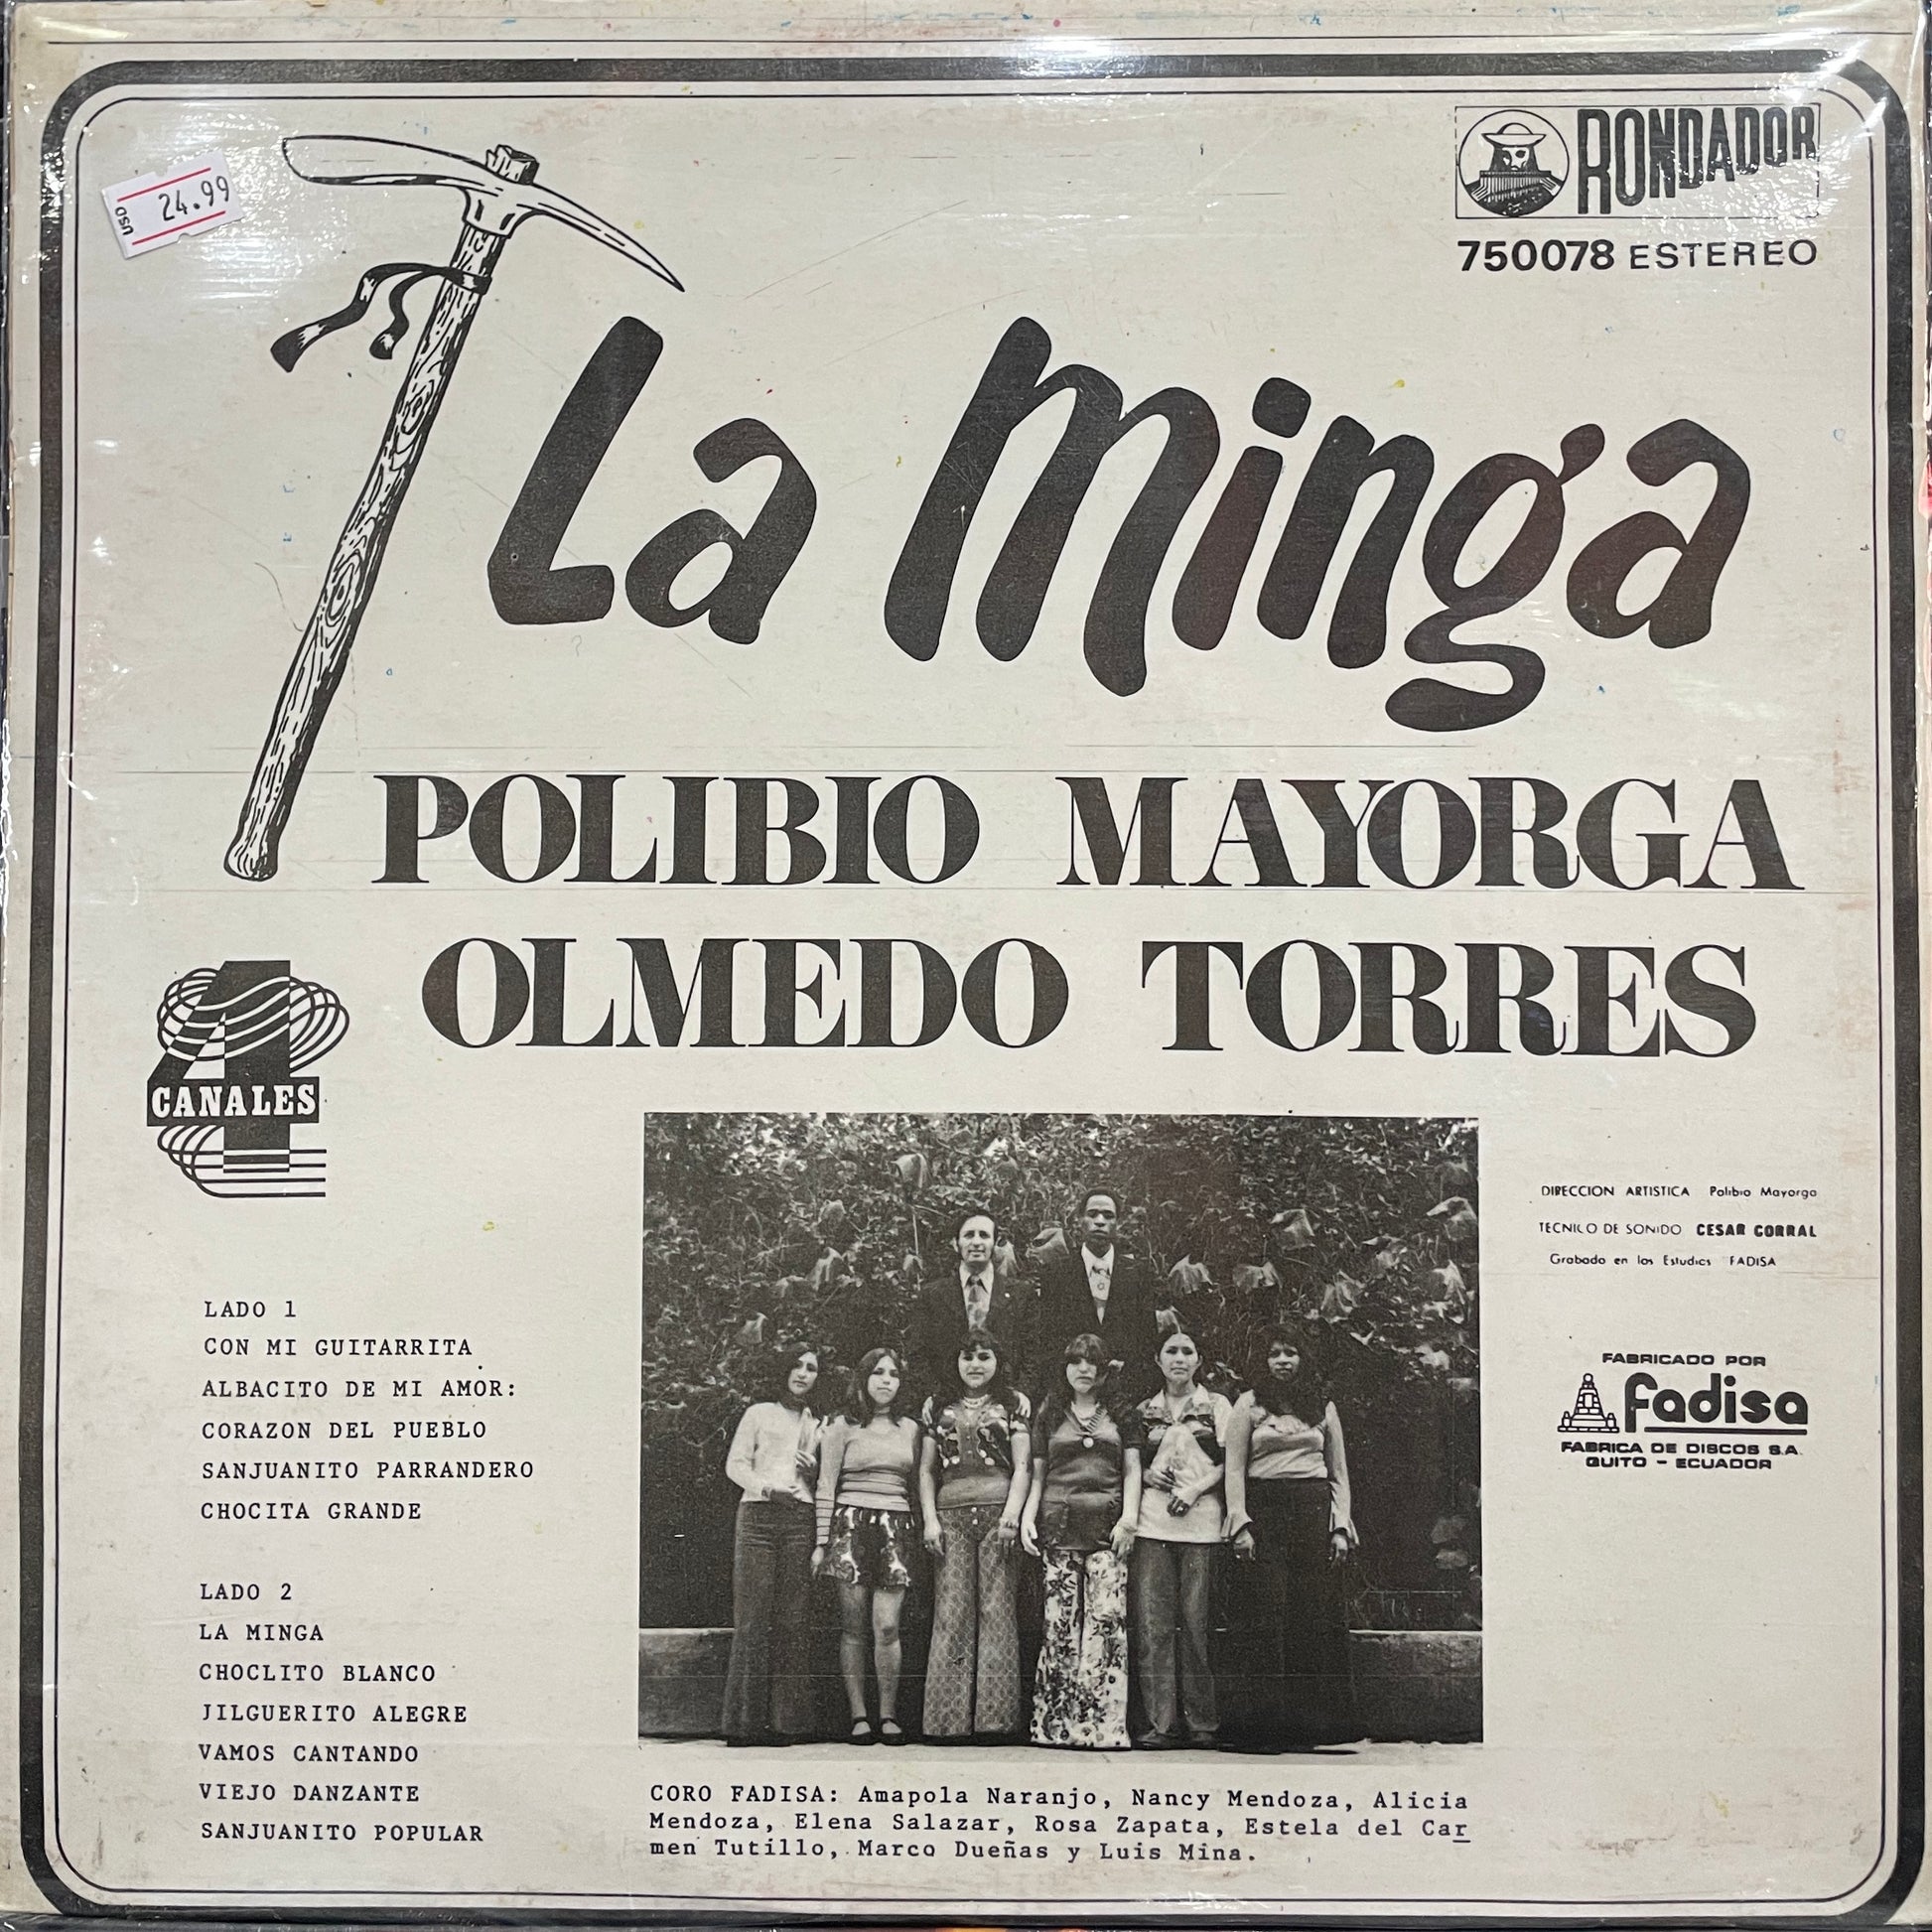 USD 24.99
RONDADOR
750078 ESTEREO
La Minga
POLIBIO MAYORGA
OLMEDO TORRES
4
CANALES
DIRECCION ARTISTICA Polibio Mayorga
TECNICO DE SONIDO CESAR CORRAL
Grabado en los Estudios FADISA
FABRICADO POR
fadisa
FABRICA DE DISCOS S.A.
QUITO - ECUADOR
LADO 1
CON MI GUITARRITA
ALBACITO DE MI AMOR:
CORAZON DEL PUEBLO
SANJUANITO PARRANDERO
CHOCITA GRANDE
LADO 2
LA MINGA
CHOCLITO BLANCO
JILGUERITO ALEGRE
VAMOS CANTANDO
VIEJO DANZANTE
SANJUANITO POPULAR
CORO FADISA: Amapola Naranjo, Nancy Mendoza, Alicia
Mendoza, Elena Salazar, Rosa Zapata, Estela del Car
men Tutillo, Marco Dueñas y Luis Mina.